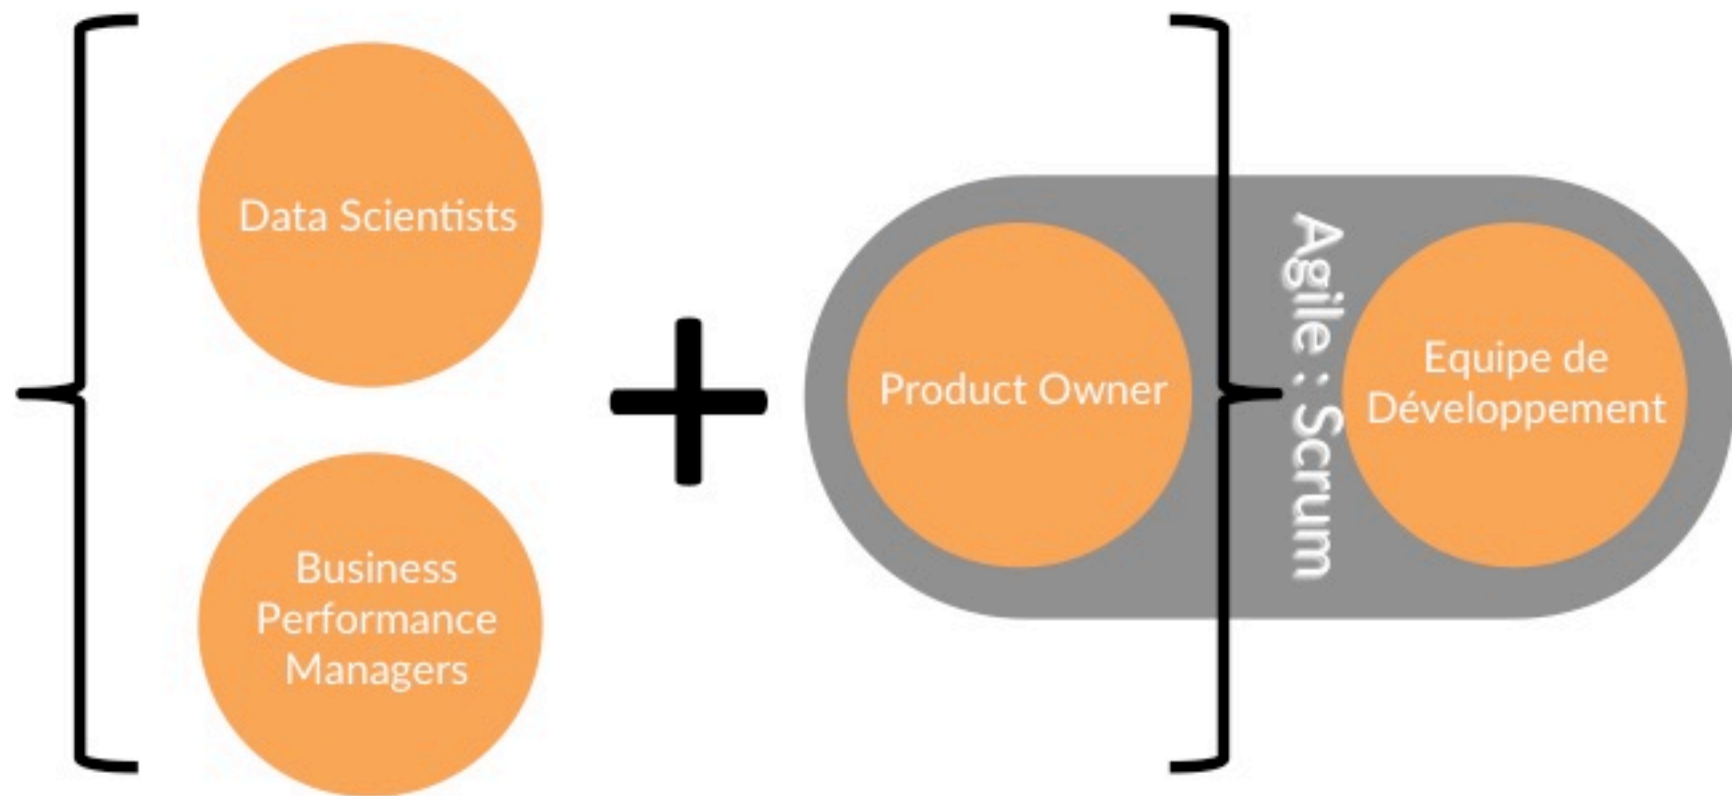 Data Scientists
Business
Performance
Managers
Product Owner
Agile : Scrum
Equipe de
Développement